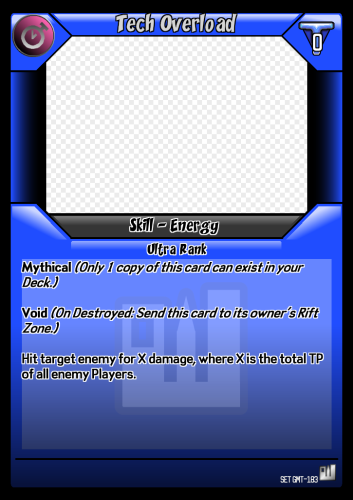 Tech Overload
0
Skill - Energy
Ultra Rank
Mythical (Only 1 copy of this card can exist in your
Deck.)
Void (On Destroyed: Send this card to its owner's Rift
Zone.)
Hit target enemy for X damage, where X is the total TP
of all enemy Players.
SET GMT-183